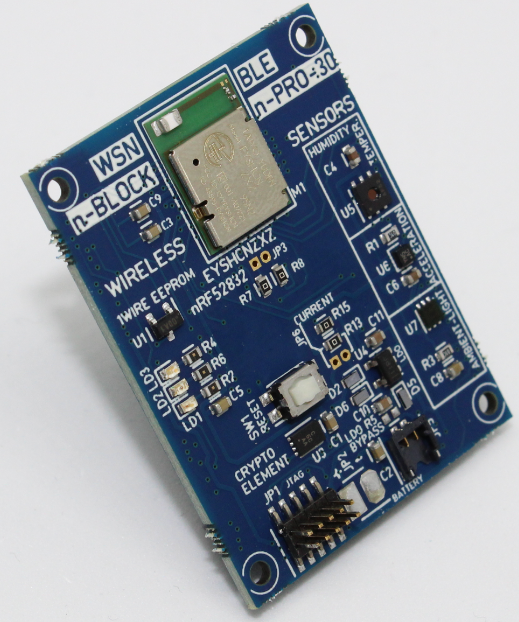 BLE
n-PRO-30
WSN
n-BLOCK
SENSORS
HUMIDITY
TEMPER.
C4
U5
C9
C3
M1
WIRELESS
EYSHCNZXZ
nRF52832
JP3
R8
R7
ACCELERATION
R1
UE
C6
1WIRE EEPROM
U1
CURRENT
JP6
R15
R13
C11
U7
AMBIENT LIGHT
R3
C8
R4
R6
R2
C5
LD3
LD2
LD1
U4
LDO
SW1
RESET
D2
D6
D5
C10
C1
LDO RS
BYPASS
CRYPTO
ELEMENT
U3
JP2
C2
BATTERY
JP1
JTAG